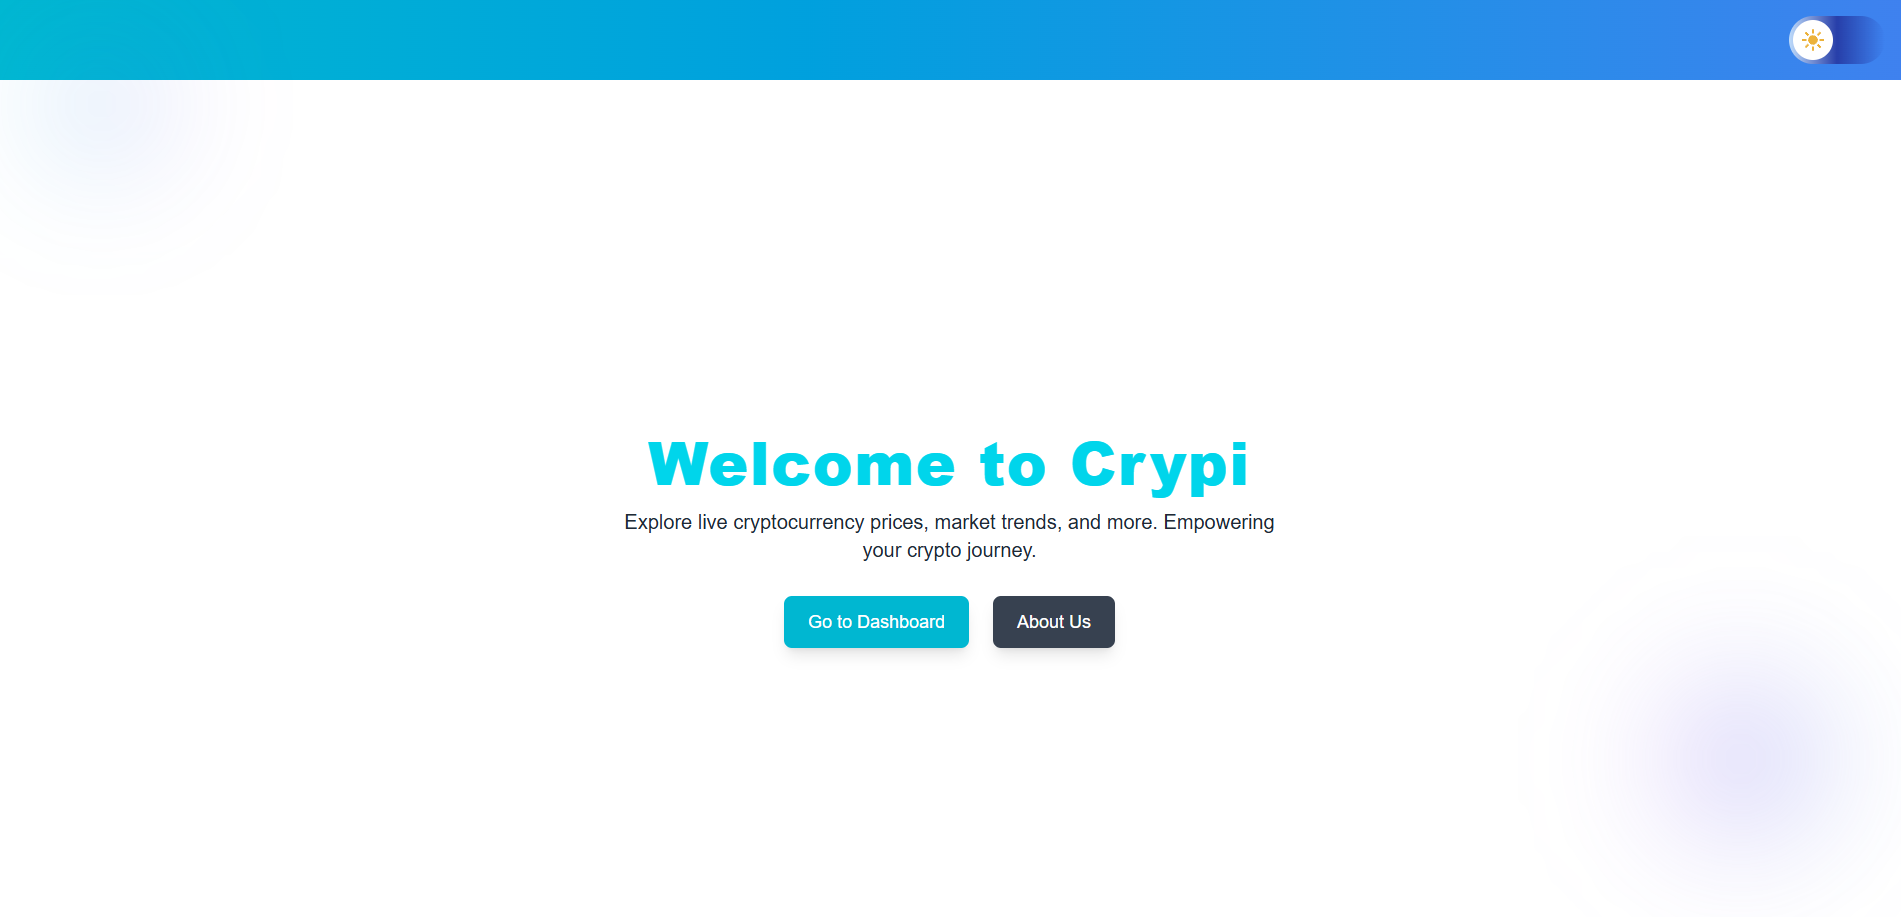 Welcome to Crypi
Explore live cryptocurrency prices, market trends, and more. Empowering
your crypto journey.
Go to Dashboard
About Us